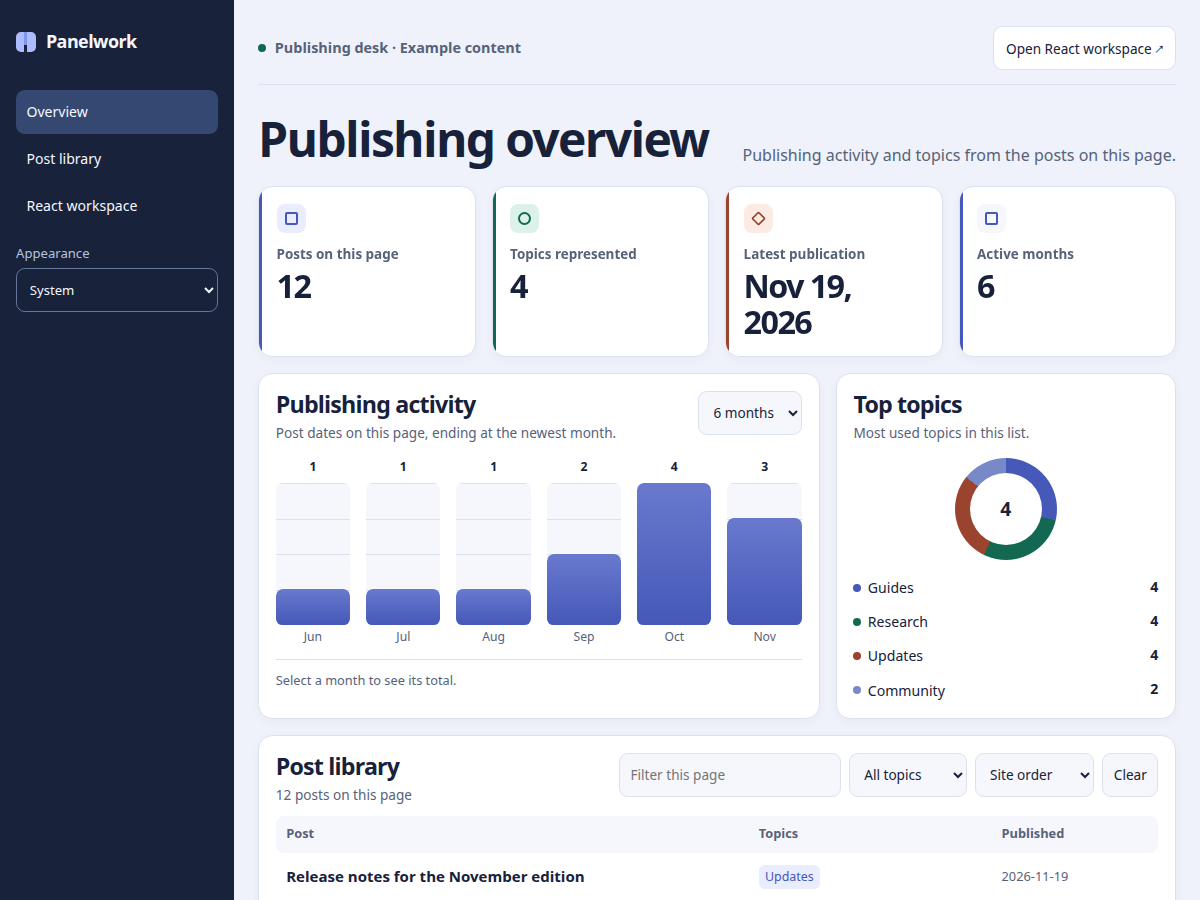 Panelwork
Overview
Post library
React workspace
Appearance
System
Publishing desk · Example content
Open React workspace ↗
Publishing overview
Publishing activity and topics from the posts on this page.
Posts on this page
12
Topics represented
4
Latest publication
Nov 19,
2026
Active months
6
Publishing activity
Post dates on this page, ending at the newest month.
6 months
1 1 1 2 4 3
Jun Jul Aug Sep Oct Nov
Select a month to see its total.
Top topics
Most used topics in this list.
4
Guides 4
Research 4
Updates 4
Community 2
Post library
12 posts on this page
Filter this page
All topics
Site order
Clear
Post Topics Published
Release notes for the November edition Updates 2026-11-19